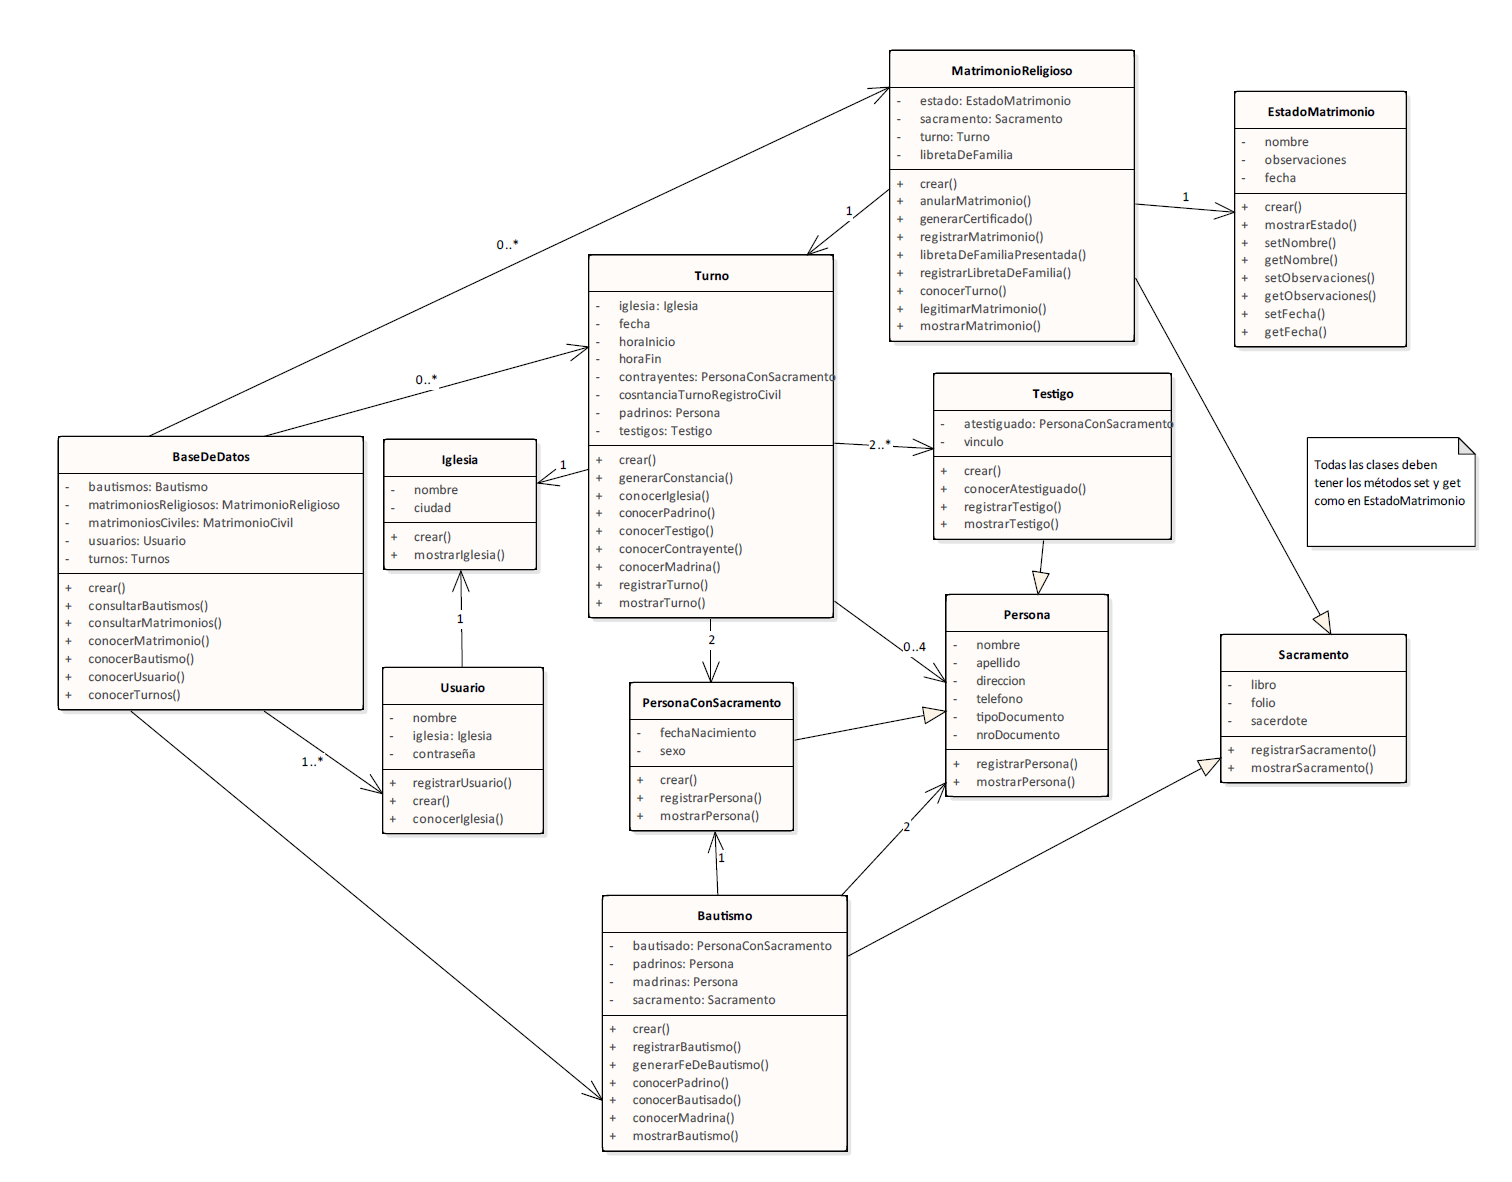 MatrimonioReligioso
- estado: EstadoMatrimonio
- sacramento: Sacramento
- turno: Turno
- libretaDeFamilia
+ crear()
+ anularMatrimonio()
+ generarCertificado()
+ registrarMatrimonio()
+ libretaDeFamiliaPresentada()
+ registrarLibretaDeFamilia()
+ conocerTurno()
+ legitimarMatrimonio()
+ mostrarMatrimonio()
EstadoMatrimonio
- nombre
- observaciones
- fecha
+ crear()
+ mostrarEstado()
+ setNombre()
+ getNombre()
+ setObservaciones()
+ getObservaciones()
+ setFecha()
+ getFecha()
1
1
0..*
Turno
- iglesia: Iglesia
- fecha
- horaInicio
- horaFin
- contrayentes: PersonaConSacramento
- cosntanciaTurnoRegistroCivil
- padrinos: Persona
- testigos: Testigo
+ crear()
+ generarConstancia()
+ conocerIglesia()
+ conocerPadrino()
+ conocerTestigo()
+ conocerContrayente()
+ conocerMadrina()
+ registrarTurno()
+ mostrarTurno()
0..*
Testigo
- atestiguado: PersonaConSacramento
- vinculo
+ crear()
+ conocerAtestiguado()
+ registrarTestigo()
+ mostrarTestigo()
2..*
Todas las clases deben
tener los métodos set y get
como en EstadoMatrimonio
BaseDeDatos
- bautismos: Bautismo
- matrimoniosReligiosos: MatrimonioReligioso
- matrimoniosCiviles: MatrimonioCivil
- usuarios: Usuario
- turnos: Turnos
+ crear()
+ consultarBautismos()
+ consultarMatrimonios()
+ conocerMatrimonio()
+ conocerBautismo()
+ conocerUsuario()
+ conocerTurnos()
Iglesia
- nombre
- ciudad
+ crear()
+ mostrarIglesia()
1
1
Usuario
- nombre
- iglesia: Iglesia
- contraseña
+ registrarUsuario()
+ crear()
+ conocerIglesia()
1..*
2
0..4
PersonaConSacramento
- fechaNacimiento
- sexo
+ crear()
+ registrarPersona()
+ mostrarPersona()
Persona
- nombre
- apellido
- direccion
- telefono
- tipoDocumento
- nroDocumento
+ registrarPersona()
+ mostrarPersona()
Sacramento
- libro
- folio
- sacerdote
+ registrarSacramento()
+ mostrarSacramento()
1
2
Bautismo
- bautisado: PersonaConSacramento
- padrinos: Persona
- madrinas: Persona
- sacramento: Sacramento
+ crear()
+ registrarBautismo()
+ generarFeDeBautismo()
+ conocerPadrino()
+ conocerBautisado()
+ conocerMadrina()
+ mostrarBautismo()